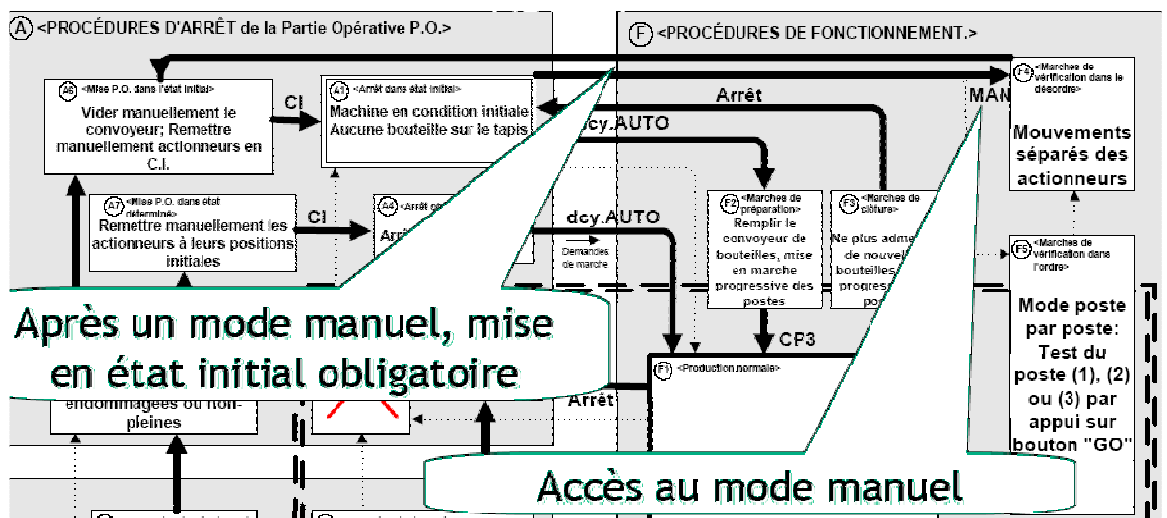 A <PROCÉDURES D'ARRÊT de la Partie Opérative P.O.>
F <PROCÉDURES DE FONCTIONNEMENT.>
A6 <Mise P.O. dans l'état initial>
Vider manuellement le
convoyeur; Remettre
manuellement actionneurs en
C.I.
CI
A1 <Arrêt dans état initial>
Machine en condition initiale
Aucune bouteille sur le tapis
Arrêt
dcy.AUTO
MAN
F4 <Marches de
vérification dans le
désordre>
Mouvements
séparés des
actionneurs
A7 <Mise P.O. dans état
déterminé>
Remettre manuellement les
actionneurs à leurs positions
initiales
CI
A4 <Arrêt
dcy.AUTO
Demandes
de marche
F2 <Marches de
préparation>
Remplir le
convoyeur de
bouteilles, mise
en marche
progressive des
postes
CP3
F3 <Marches de
clôture>
Ne plus
de
bouteilles
F5 <Marches de
vérification dans
l'ordre>
Mode poste
par poste:
Test du
poste (1), (2)
ou (3) par
appui sur
bouton "GO"
Après un mode manuel, mise
en état initial obligatoire
F1 <Production normale>
Arrêt
endommagées ou non-
pleines
Accès au mode manuel